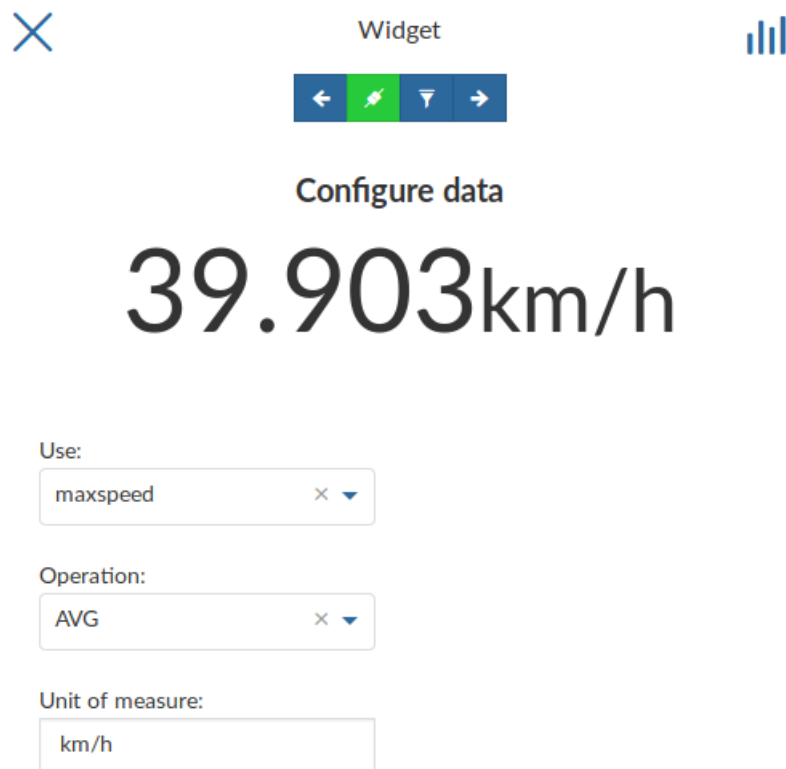 Widget
Configure data
39.903km/h
Use:
maxspeed
Operation:
AVG
Unit of measure:
km/h